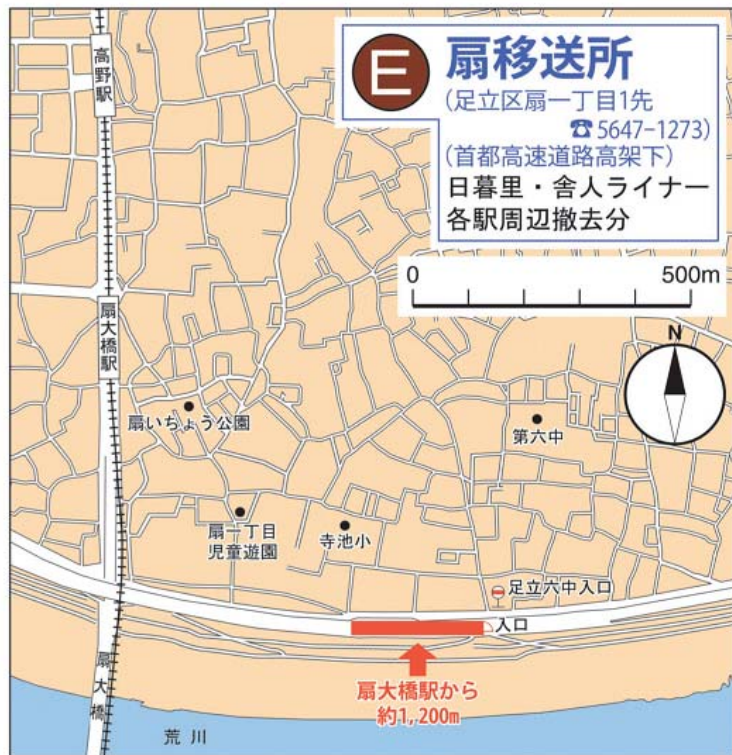 E
扇移送所
(足立区扇一丁目1先
☎5647-1273)
(首都高速道路高架下)
日暮里・舎人ライナー
各駅周辺撤去分
0 500m
N
高野駅
扇大橋駅
扇いちょう公園
第六中
扇一丁目
児童遊園
寺池小
足立六中入口
入口
扇大橋駅から
約1,200m
扇大橋
荒川